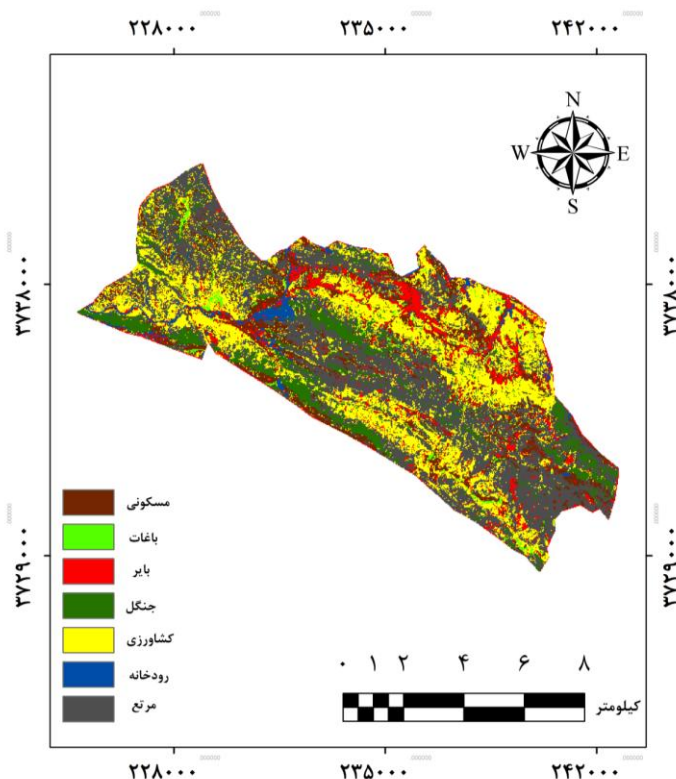 ۲۲۸۰۰۰ ۲۳۵۰۰۰ ۲۴۲۰۰۰
N
W E
S
۳۷۳۸۰۰۰ ۳۷۳۸۰۰۰
مسکونی
باغات
بایر
جنگل
کشاورزی
رودخانه
مرتع
۳۷۲۹۰۰۰ ۳۷۲۹۰۰۰
۰ ۱ ۲ ۴ ۶ ۸
کیلومتر
۲۲۸۰۰۰ ۲۳۵۰۰۰ ۲۴۲۰۰۰